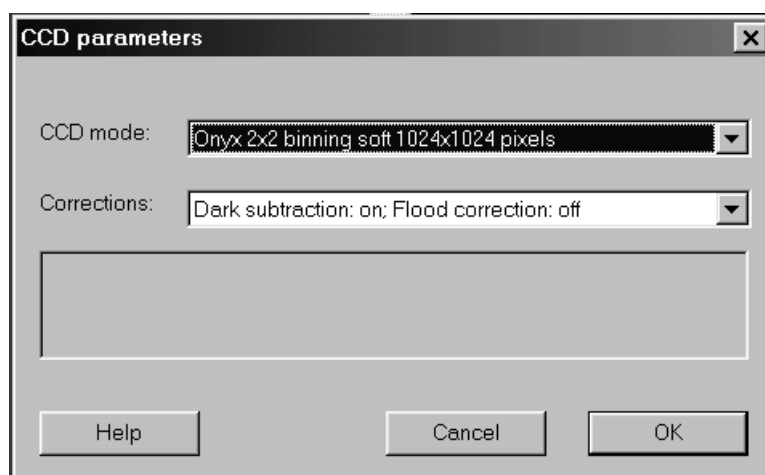 CCD parameters
CCD mode: Onyx 2x2 binning soft 1024x1024 pixels
Corrections: Dark subtraction: on; Flood correction: off
Help Cancel OK